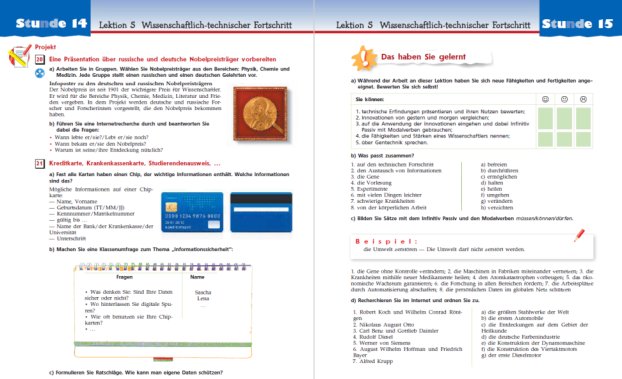 Stunde 14
Lektion 5 Wissenschaftlich-technischer Fortschritt
Projekt
20 Eine Präsentation über russische und deutsche Nobelpreisträger vorbereiten
a) Arbeiten Sie in Gruppen. Wählen Sie Nobelpreisträger aus den Bereichen: Physik, Chemie und
Medizin. Jede Gruppe stellt einen russischen und einen deutschen Gelehrten vor.
Infoposter zu den deutschen und russischen Nobelpreisträgern
Der Nobelpreis ist seit 1901 der wichtigste Preis für Wissenschaftler.
Er wird für die Bereiche Physik, Chemie, Medizin, Literatur und Frie-
den vergeben. In dem Projekt werden deutsche und russische For-
scher und Forscherinnen vorgestellt, die den Nobelpreis bekommen
haben.
b) Führen Sie eine Internetrecherche durch und beantworten Sie
dabei die Fragen:
• Wann lebte er/sie?/Lebt er/sie noch?
• Wann bekam er/sie den Nobelpreis?
• Warum ist seine/ihre Entdeckung nützlich?
21 Kreditkarte, Krankenkassenkarte, Studierendenausweis, ...
a) Fast alle Karten haben einen Chip, der wichtige Informationen enthält. Welche Informationen
sind das?
Mögliche Informationen auf einer Chip-
karte:
— Name, Vorname
— Geburtsdatum (TT/MM/JJ)
— Kennnummer/Matrikelnummer
— gültig bis ...
— Name der Bank/der Krankenkasse/der
Universität
— Unterschrift
b) Machen Sie eine Klassenumfrage zum Thema „Informationssicherheit":
Fragen Name
• Was denken Sie: Sind Ihre Daten
sicher oder nicht?
• Wo hinterlassen Sie digitale Spu-
ren?
• Wie oft benutzen sie Ihre Chip-
karten?
• ...
Sascha
Lena
...
c) Formulieren Sie Ratschläge. Wie kann man eigene Daten schützen?
Lektion 5 Wissenschaftlich-technischer Fortschritt
Stunde 15
Das haben Sie gelernt
a) Während der Arbeit an dieser Lektion haben Sie sich neue Fähigkeiten und Fertigkeiten ange-
eignet. Bewerten Sie sich selbst!
Sie können:
1. technische Erfindungen präsentieren und ihren Nutzen bewerten;
2. Innovationen von gestern und morgen vergleichen;
3. auf die Anwendung der Innovationen eingehen und dabei Infinitiv
Passiv mit Modalverben gebrauchen;
4. die Fähigkeiten und Stärken eines Wissenschaftlers nennen;
5. über Gentechnik sprechen.
b) Was passt zusammen?
1. auf den technischen Fortschritt
2. den Austausch von Informationen
3. die Gene
4. die Vorlesung
5. Experimente
6. mit vielen Dingen leichter
7. schwierige Krankheiten
8. von der körperlichen Arbeit
a) befreien
b) durchführen
c) ermöglichen
d) halten
e) heilen
f) umgehen
g) verändern
h) verzichten
c) Bilden Sie Sätze mit dem Infinitiv Passiv und den Modalverben müssen/können/dürfen.
Beispiel:
die Umwelt zerstören — Die Umwelt darf nicht zerstört werden.
1. die Gene ohne Kontrolle verändern; 2. die Maschinen in Fabriken miteinander vernetzen; 3. die
Krankheiten mithilfe neuer Medikamente heilen; 4. den Atomkatastrophen vorbeugen; 5. das öko-
nomische Wachstum garantieren; 6. die Forschung in allen Bereichen fördern; 7. die Arbeitsplätze
durch Automatisierung abschaffen; 8. die persönlichen Daten im globalen Netz schützen
d) Recherchieren Sie im Internet und ordnen Sie zu.
1. Robert Koch und Wilhelm Conrad Rönt-
gen
2. Nikolaus August Otto
3. Carl Benz und Gottlieb Daimler
4. Rudolf Diesel
5. Werner von Siemens
6. August Wilhelm Hoffman und Friedrich
Bayer
7. Alfred Krupp
a) die größten Stahlwerke der Welt
b) die ersten Automobile
c) die Entdeckungen auf dem Gebiet der
Heilkunde
d) die deutsche Farbenindustrie
e) die Konstruktion der Dynamomaschine
f) die Konstruktion des Viertaktmotors
g) der erste Dieselmotor